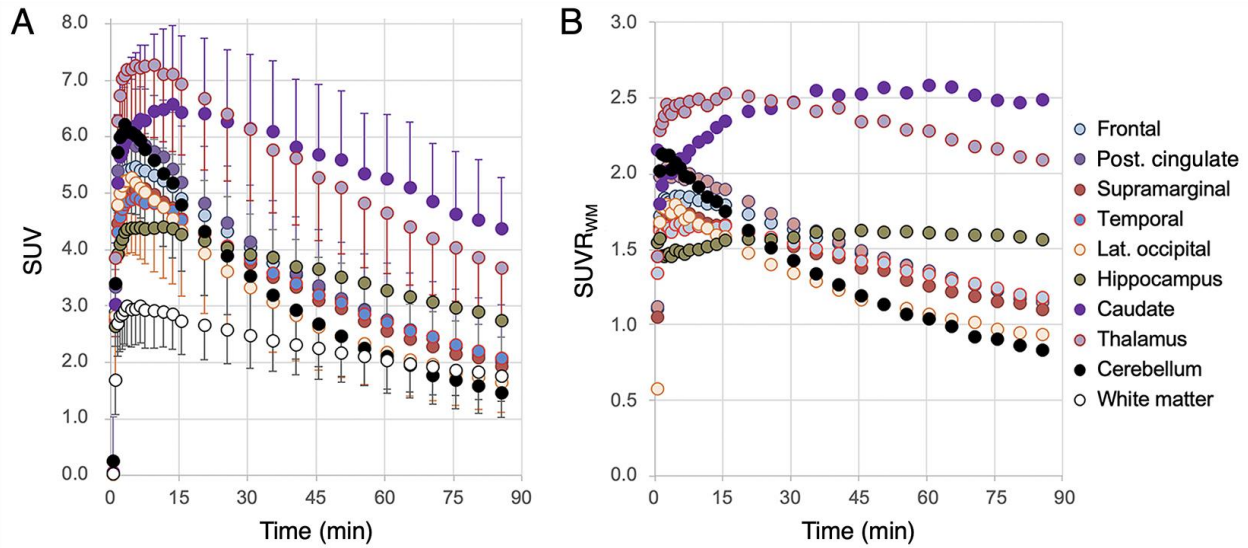 A
8.0
7.0
6.0
5.0
4.0
3.0
2.0
1.0
0.0
SUV
0 15 30 45 60 75 90
Time (min)
B
3.0
2.5
2.0
1.5
1.0
0.5
0.0
SUVR_WM
0 15 30 45 60 75 90
Time (min)
Frontal
Post. cingulate
Supramarginal
Temporal
Lat. occipital
Hippocampus
Caudate
Thalamus
Cerebellum
White matter